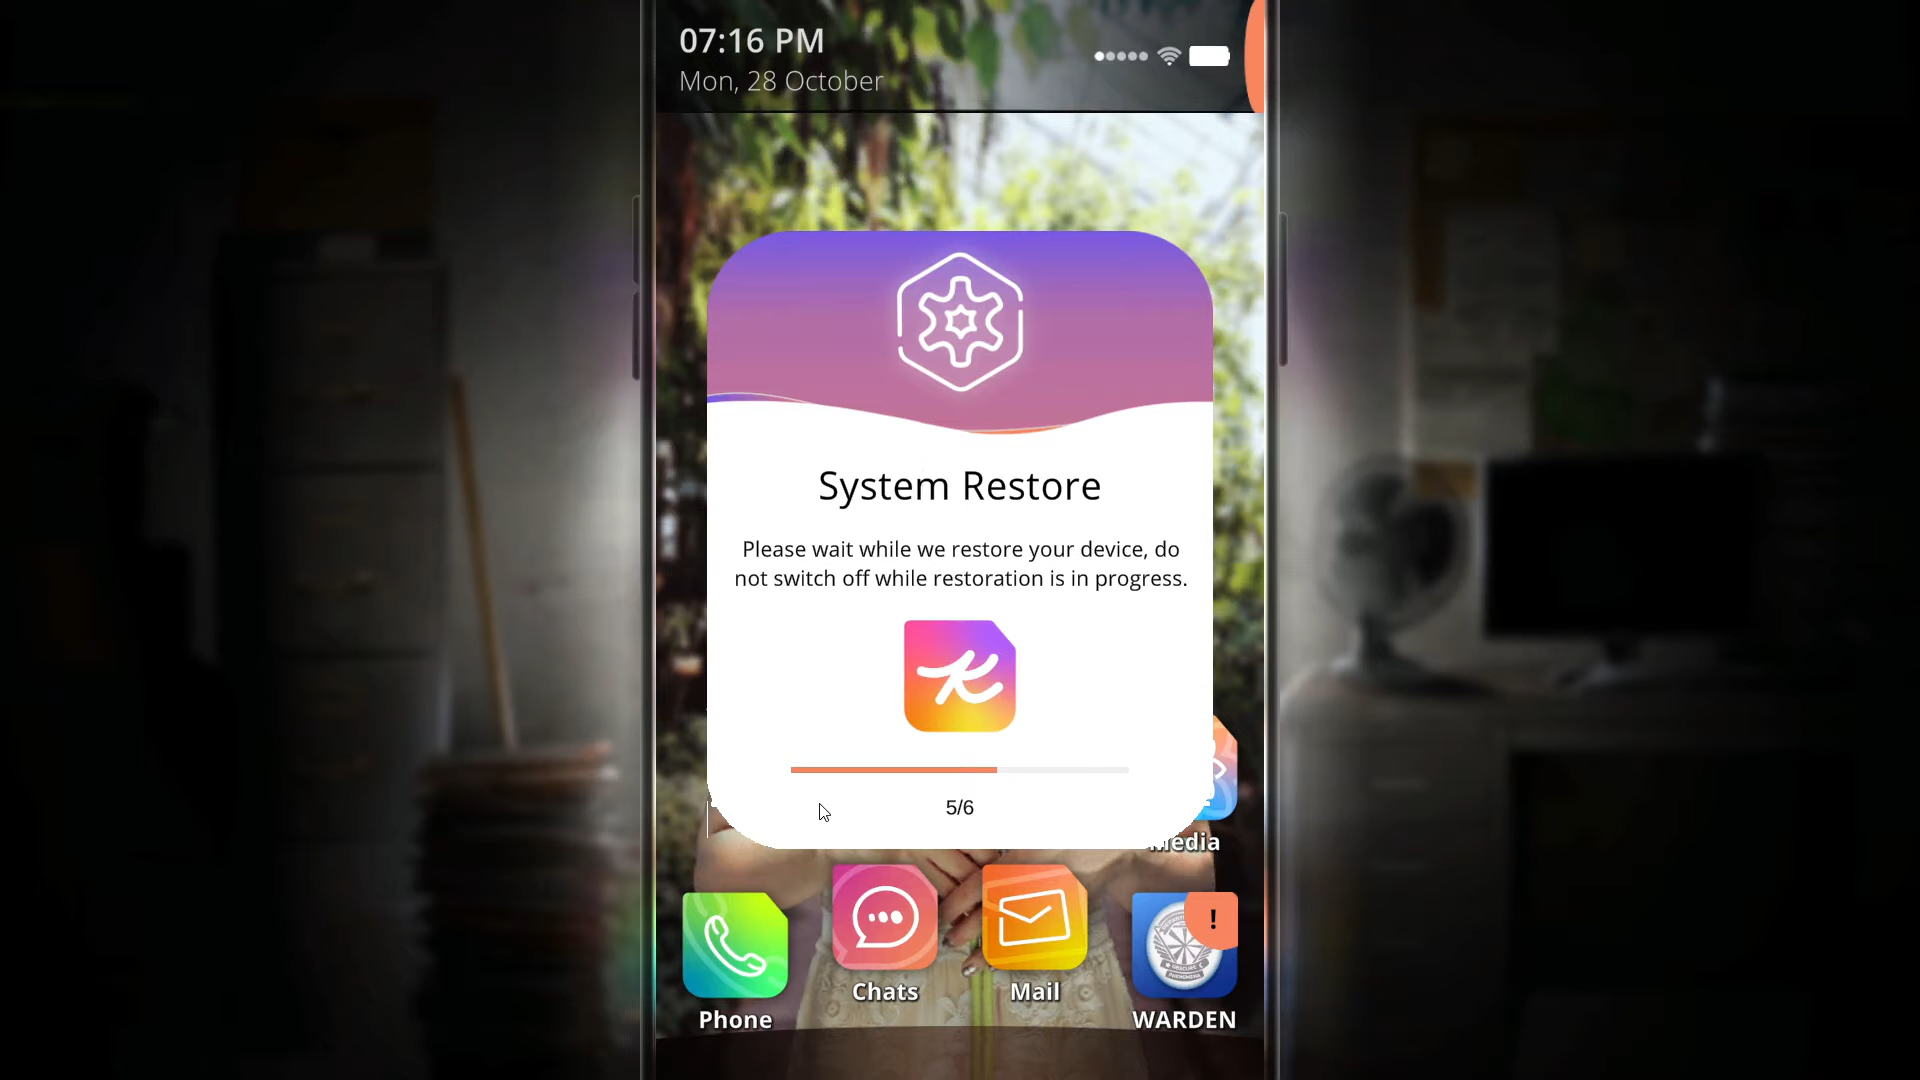 07:16 PM
Mon, 28 October
System Restore
Please wait while we restore your device, do
not switch off while restoration is in progress.
K
5/6
Media
!
Chats
Mail
Phone
WARDEN